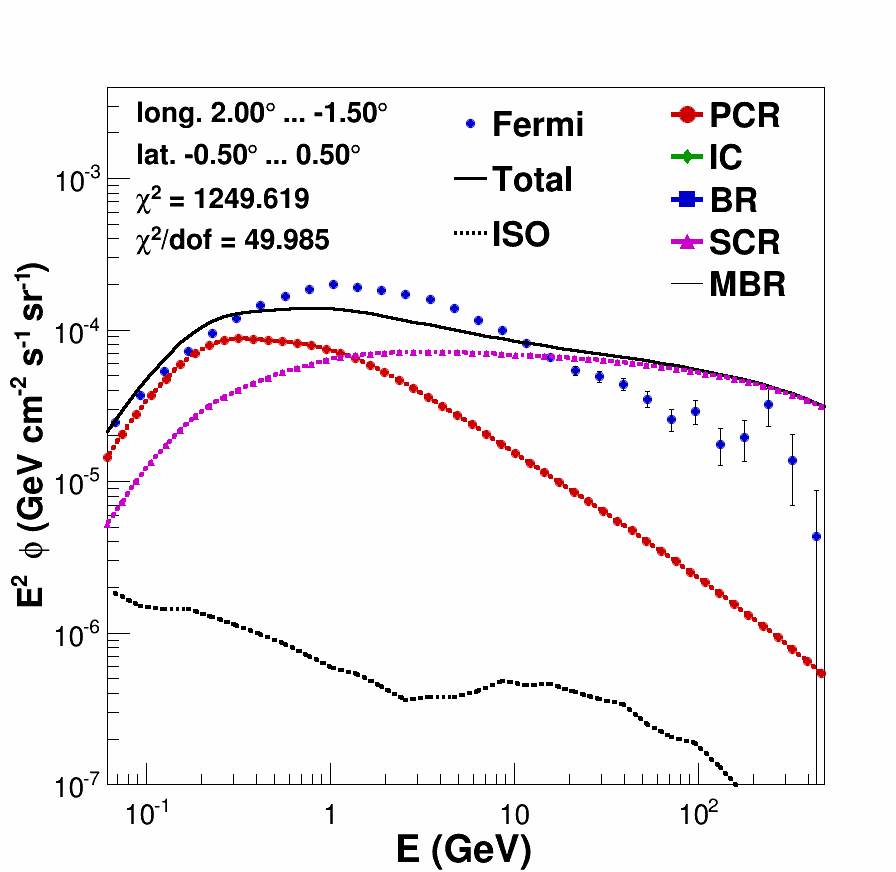 long. 2.00° ... -1.50°
lat. -0.50° ... 0.50°
χ² = 1249.619
χ²/dof = 49.985
Fermi
Total
ISO
PCR
IC
BR
SCR
MBR
E² ϕ (GeV cm⁻² s⁻¹ sr⁻¹)
10⁻³
10⁻⁴
10⁻⁵
10⁻⁶
10⁻⁷
10⁻¹
1
10
10²
E (GeV)